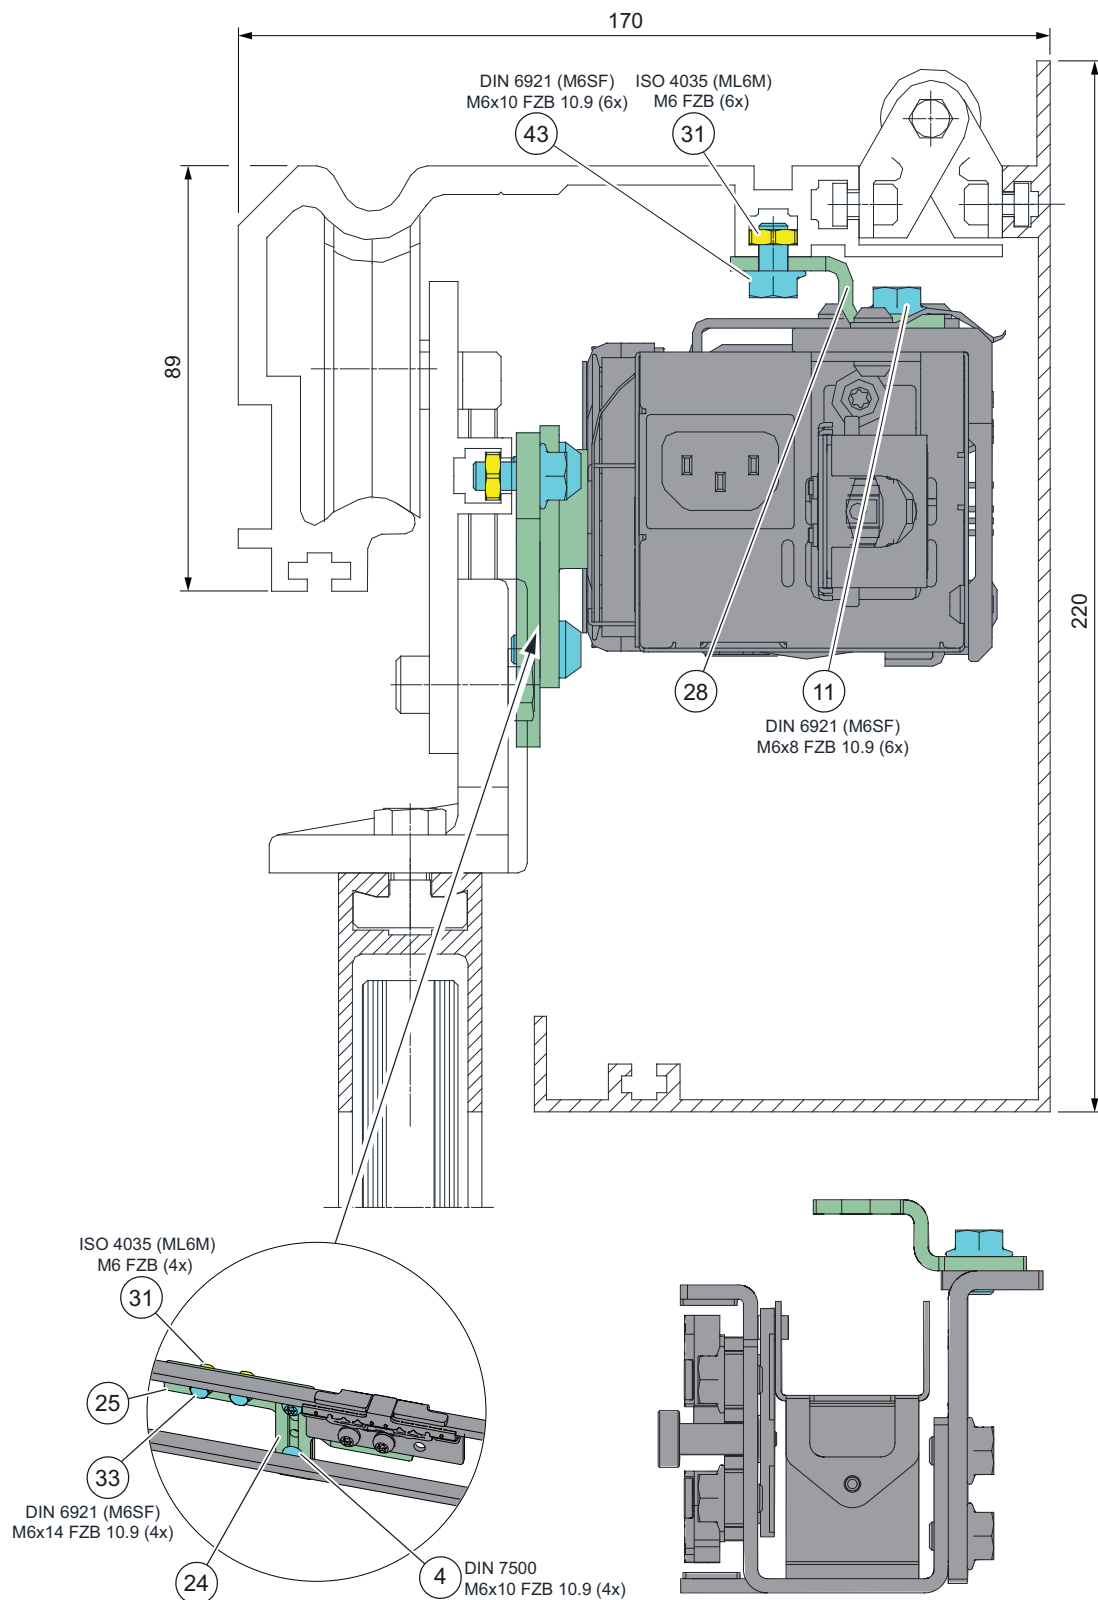 170
DIN 6921 (M6SF)
M6x10 FZB 10.9 (6x)
43
ISO 4035 (ML6M)
M6 FZB (6x)
31
89
220
28
11
DIN 6921 (M6SF)
M6x8 FZB 10.9 (6x)
ISO 4035 (ML6M)
M6 FZB (4x)
31
25
33
DIN 6921 (M6SF)
M6x14 FZB 10.9 (4x)
24
4
DIN 7500
M6x10 FZB 10.9 (4x)